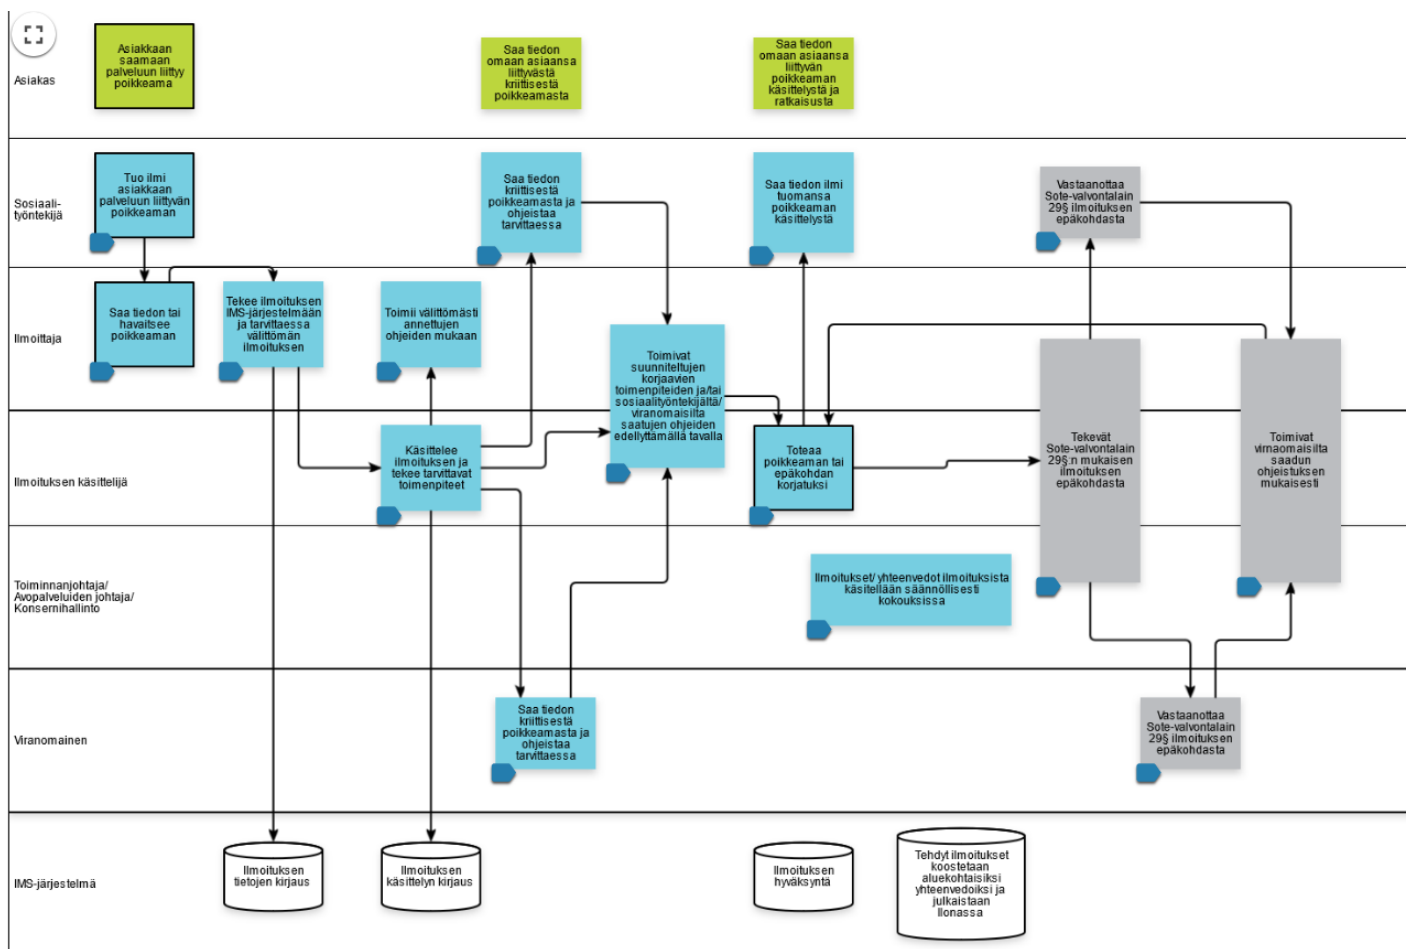 Asiakas
Asiakkaan
saamaan
palveluun liittyy
poikkeama
Saa tiedon
omaan asiaansa
liittyvästä
kriittisestä
poikkeamasta
Saa tiedon
omaan asiaansa
liittyvän
poikkeaman
käsittelystä ja
ratkaisusta
Sosiaali-
työntekijä
Tuo ilmi
asiakkaan
palveluun liittyvän
poikkeaman
Saa tiedon
kriittisestä
poikkeamasta ja
ohjeistaa
tarvittaessa
Saa tiedon ilmi
tuomansa
poikkeaman
käsittelystä
Vastaanottaa
Sote-valvontalain
29§ ilmoituksen
epäkohdasta
Ilmoittaja
Saa tiedon tai
havaitsee
poikkeaman
Tekee ilmoituksen
IMS-järjestelmään
ja tarvittaessa
välittömän
ilmoituksen
Toimii välittömästi
annettujen
ohjeiden mukaan
Toimivat
suunniteltujen
korjaavien
toimenpiteiden ja/tai
sosiaalityöntekijältä/
viranomaisilta
saatujen ohjeiden
edellyttämällä tavalla
Ilmoituksen käsittelijä
Käsittelee
ilmoituksen ja
tekee tarvittavat
toimenpiteet
Toteaa
poikkeaman tai
epäkohdan
korjatuksi
Tekevät
Sote-valvontalain
29§:n mukaisen
ilmoituksen
epäkohdasta
Toimivat
virnaomaisilta
saadun
ohjeistuksen
mukaisesti
Toiminnanjohtaja/
Avopalveluiden johtaja/
Konsernihallinto
Ilmoitukset/ yhteenvedot ilmoituksista
käsitellään säännöllisesti
kokouksissa
Viranomainen
Saa tiedon
kriittisestä
poikkeamasta ja
ohjeistaa
tarvittaessa
Vastaanottaa
Sote-valvontalain
29§ ilmoituksen
epäkohdasta
IMS-järjestelmä
Ilmoituksen
tietojen kirjaus
Ilmoituksen
käsittelyn kirjaus
Ilmoituksen
hyväksyntä
Tehdyt ilmoitukset
koostetaan
aluekohtaisiksi
yhteenvedoiksi ja
julkaistaan
Ilonassa